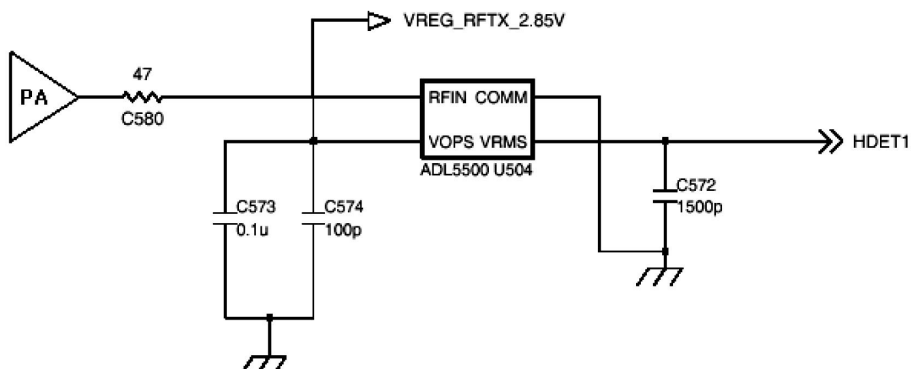 VREG_RFTX_2.85V
PA
47
C580
RFIN COMM
VOPS VRMS
ADL5500 U504
HDET1
C573
0.1u
C574
100p
C572
1500p